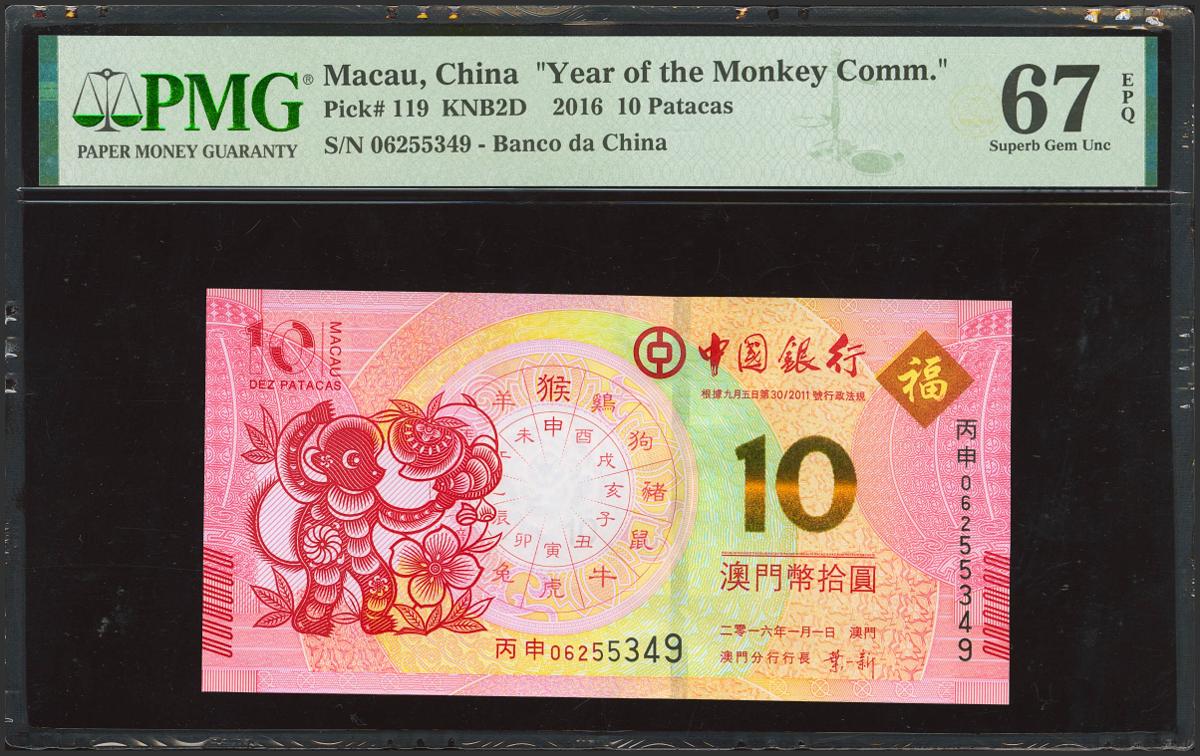 PMG®
PAPER MONEY GUARANTY
Macau, China "Year of the Monkey Comm."
Pick# 119 KNB2D 2016 10 Patacas
S/N 06255349 - Banco da China
67
EPQ
Superb Gem Unc
10
MACAU
DEZ PATACAS
中國銀行
根據九月五日第30/2011號行政法規
福
羊 猴 鷄 狗 豬 鼠 牛 虎 兔
未 申 酉 戌 亥 子 丑 寅 卯 辰
10
澳門幣拾圓
二零一六年一月一日 澳門
澳門分行行長 葉一新
丙申06255349
丙申06255349